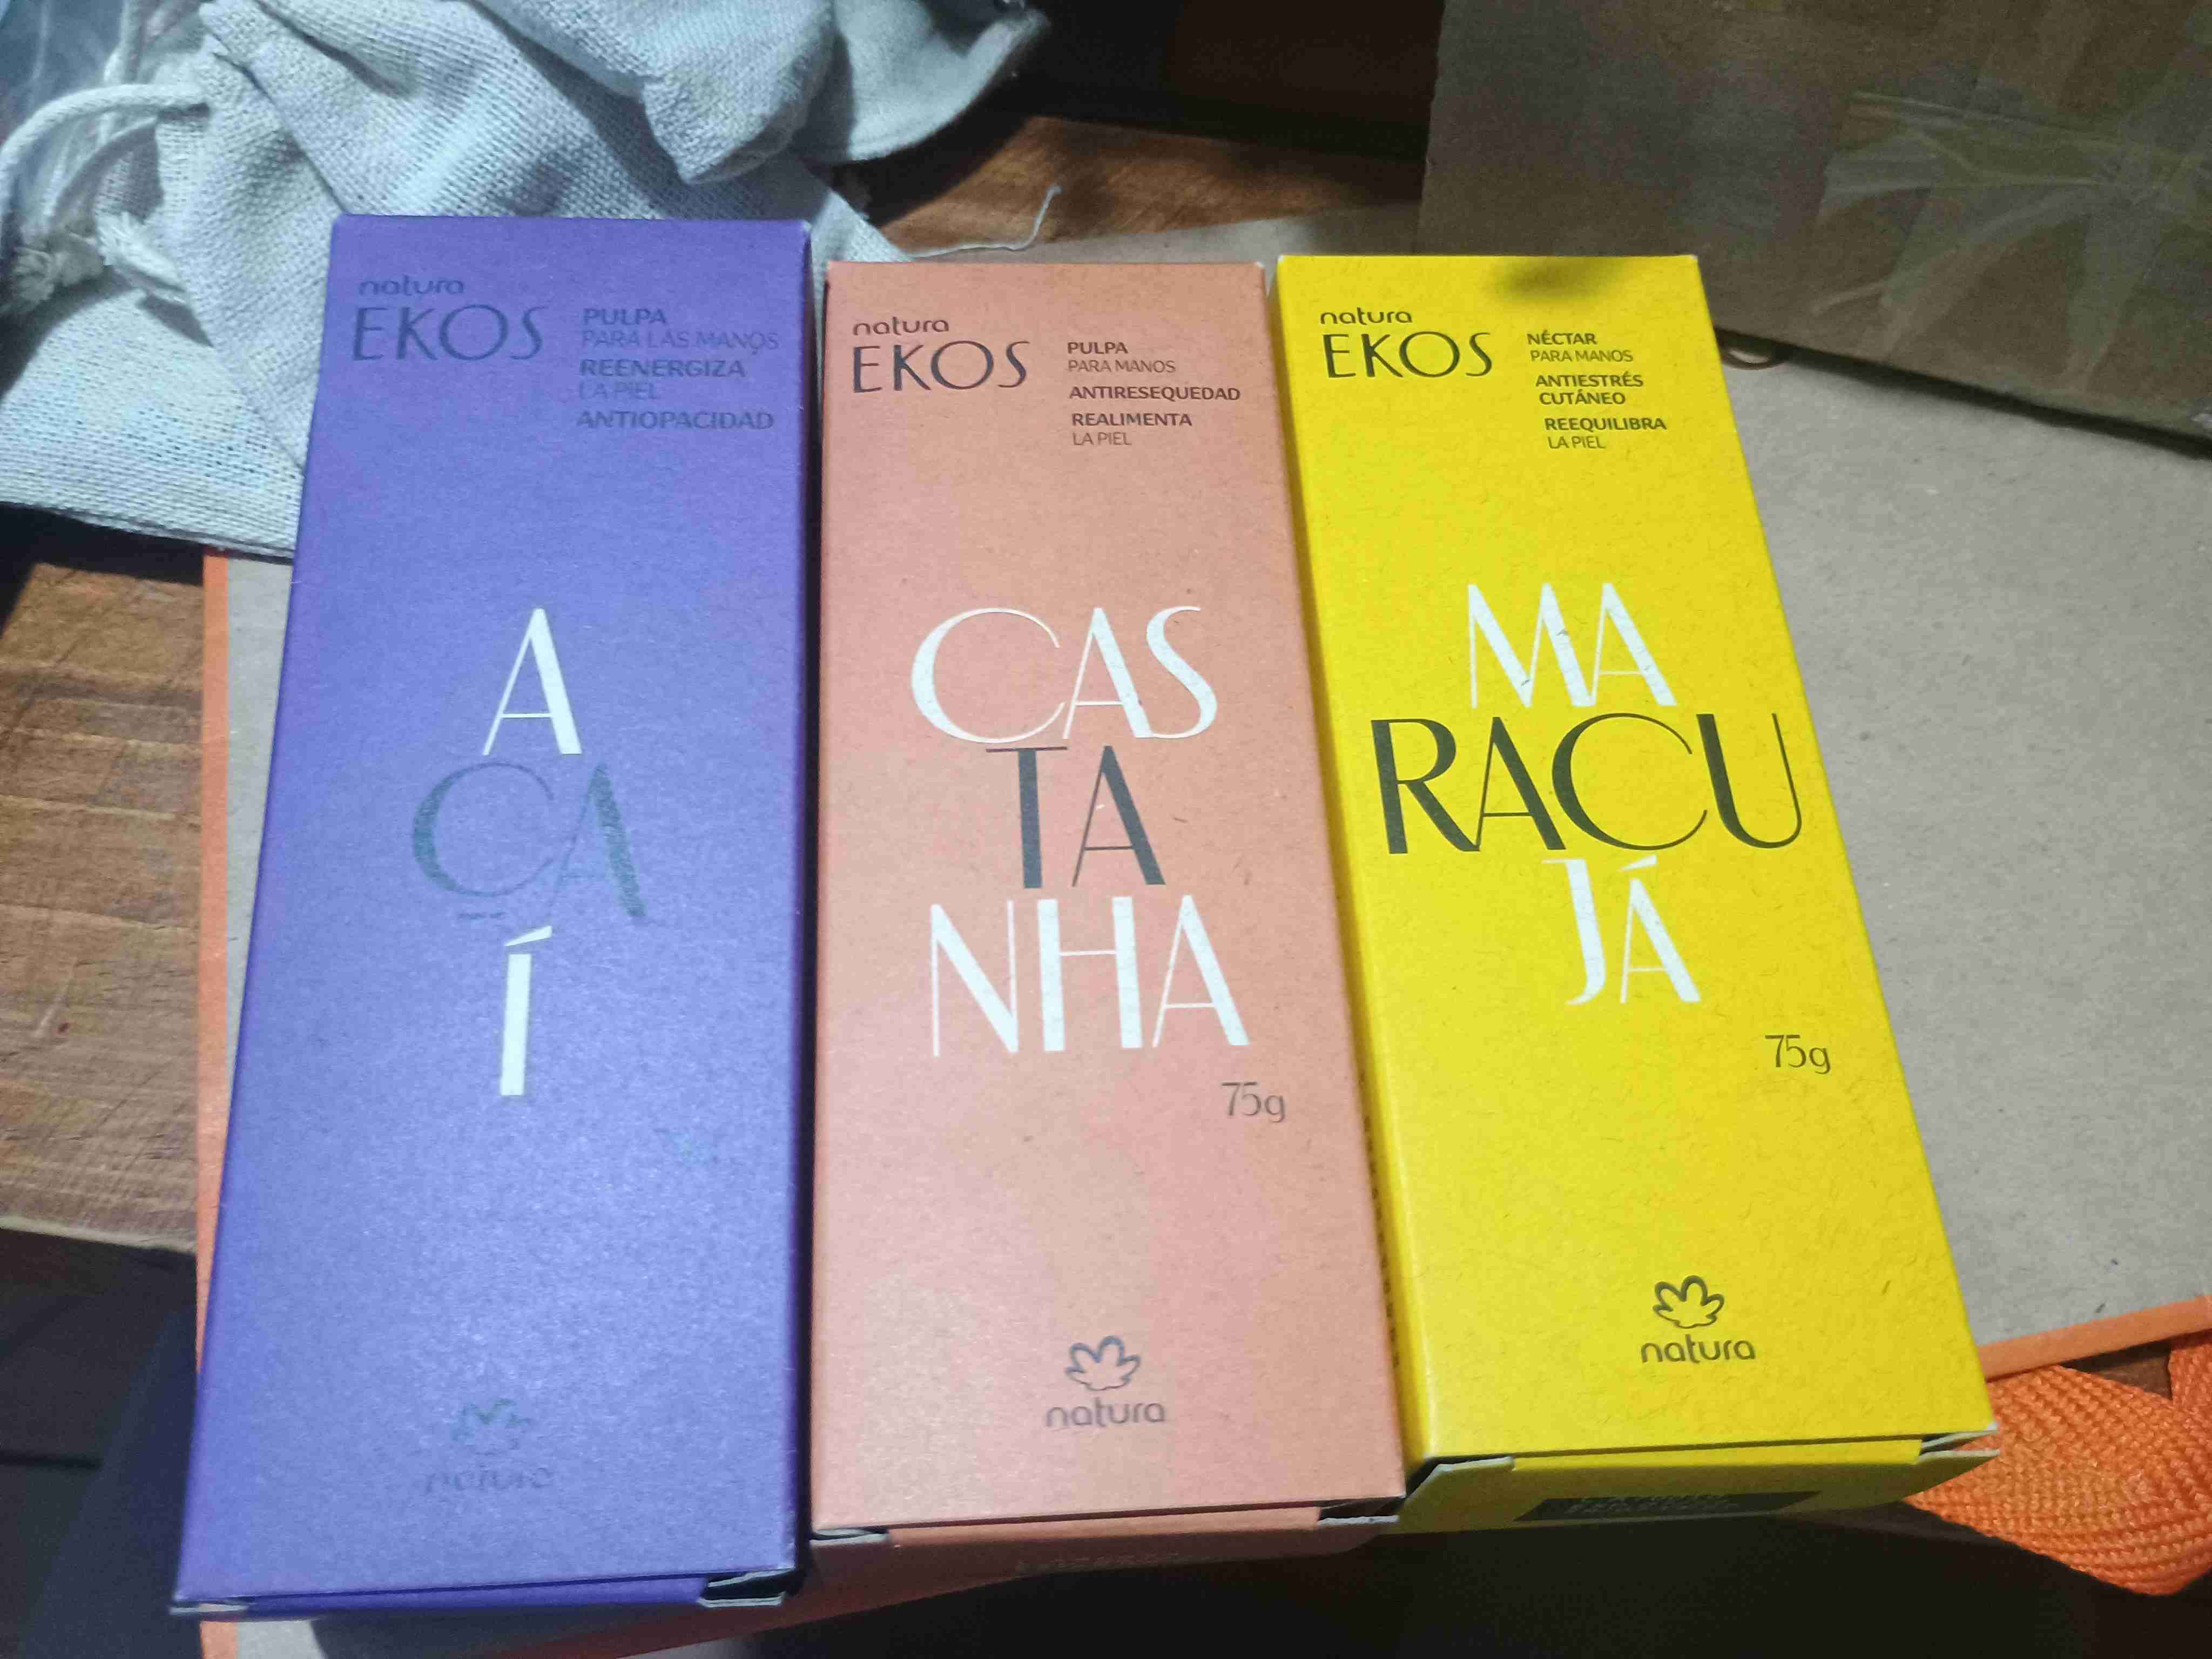 natura
EKOS
PULPA
PARA LAS MANOS
REENERGIZA
LA PIEL
ANTIOPACIDAD
A
ÇA
Í
natura
natura
EKOS
PULPA
PARA MANOS
ANTIRESEQUEDAD
REALIMENTA
LA PIEL
CAS
TA
NHA
75g
natura
natura
EKOS
NÉCTAR
PARA MANOS
ANTIESTRÉS
CUTÁNEO
REEQUILIBRA
LA PIEL
MA
RACU
JÁ
75g
natura